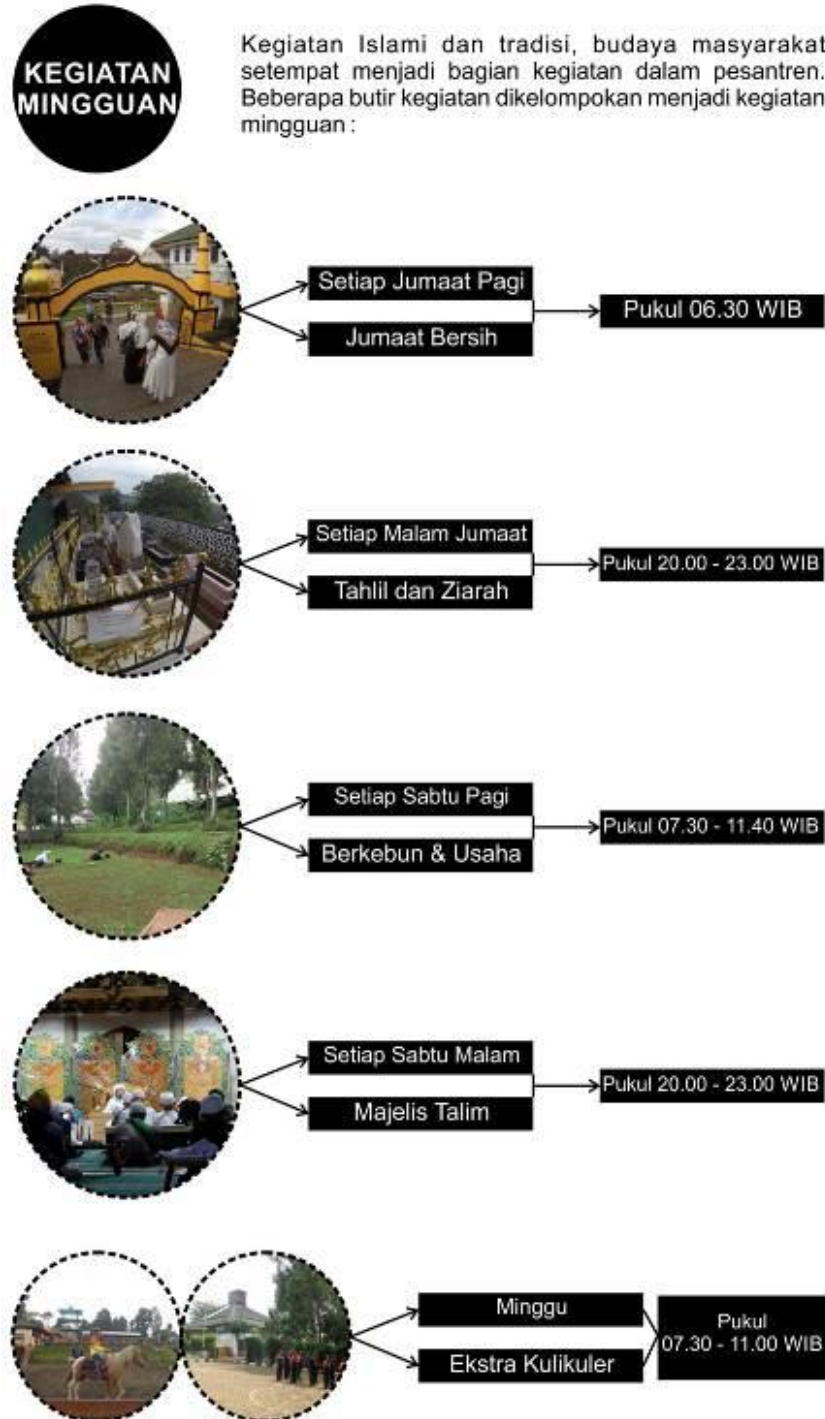 KEGIATAN
MINGGUAN
Kegiatan Islami dan tradisi, budaya masyarakat
setempat menjadi bagian kegiatan dalam pesantren.
Beberapa butir kegiatan dikelompokan menjadi kegiatan
mingguan :
Setiap Jumaat Pagi
Jumaat Bersih
Pukul 06.30 WIB
Setiap Malam Jumaat
Tahlil dan Ziarah
Pukul 20.00 - 23.00 WIB
Setiap Sabtu Pagi
Berkebun & Usaha
Pukul 07.30 - 11.40 WIB
Setiap Sabtu Malam
Majelis Talim
Pukul 20.00 - 23.00 WIB
Minggu
Ekstra Kulikuler
Pukul
07.30 - 11.00 WIB